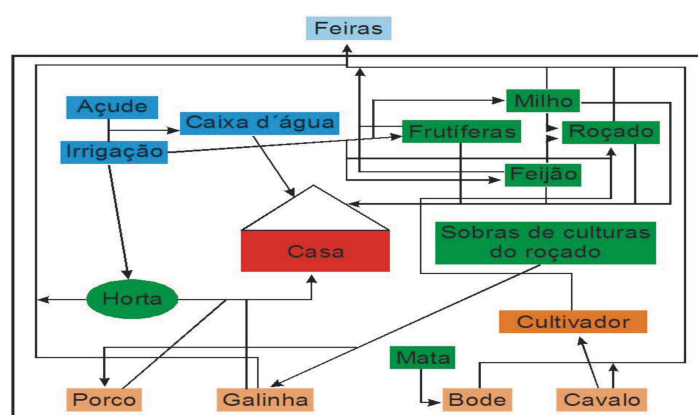 Feiras
Açude
Caixa d´água
Irrigação
Milho
Frutíferas
Roçado
Feijão
Casa
Sobras de culturas
do roçado
Horta
Cultivador
Mata
Porco
Galinha
Bode
Cavalo